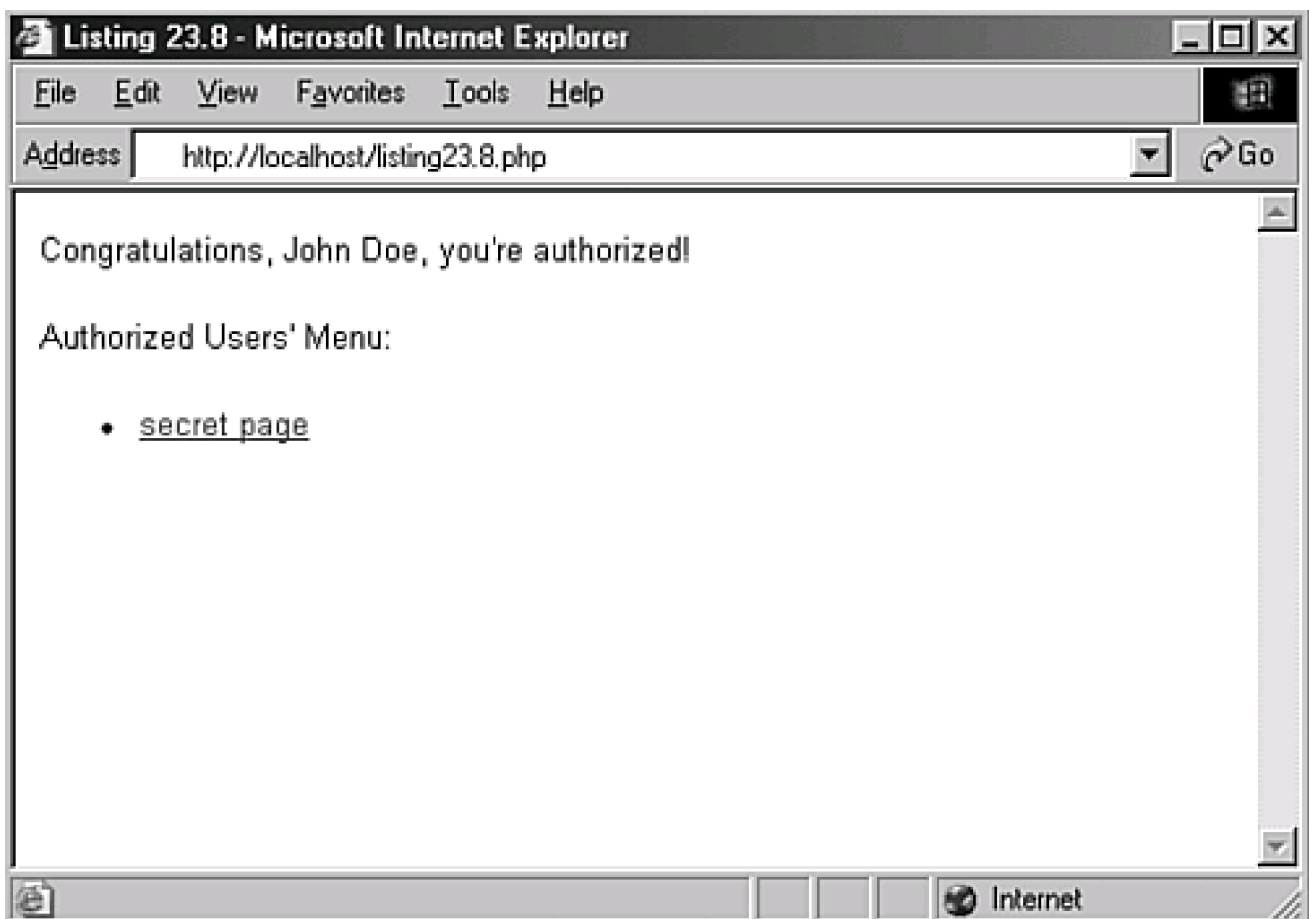 Listing 23.8 - Microsoft Internet Explorer
File Edit View Favorites Tools Help
Address http://localhost/listing23.8.php Go
Congratulations, John Doe, you're authorized!
Authorized Users' Menu:
• secret page
Internet